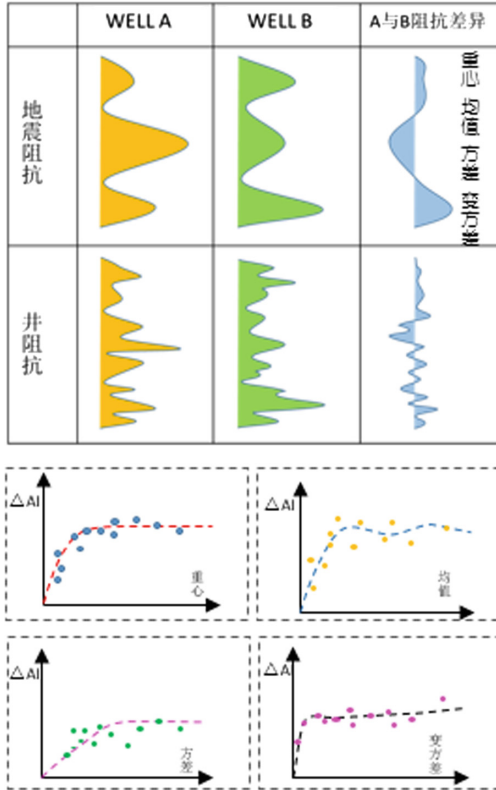 WELL A
WELL B
A与B阻抗差异
地震阻抗
重心 均值 方差 变方差
井阻抗
△AI
重心
△AI
均值
△AI
方差
△A
变方差